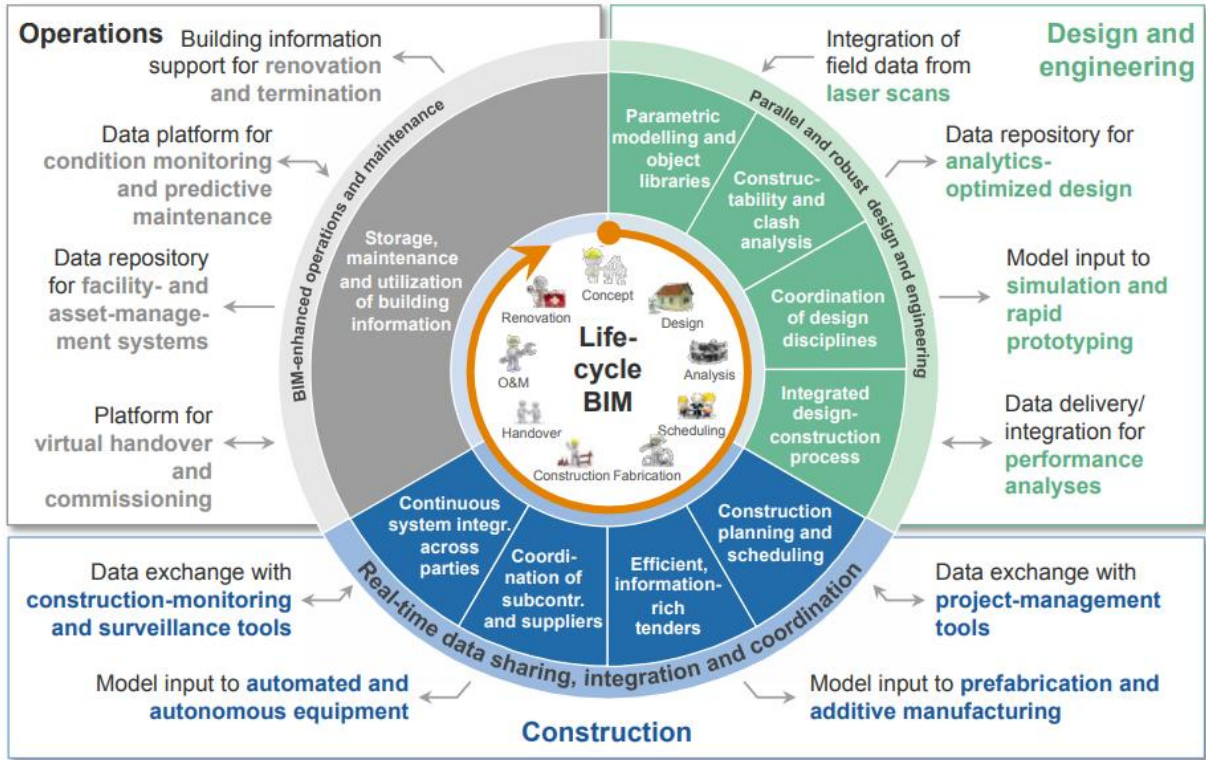 Operations
Building information
support for renovation
and termination
Data platform for
condition monitoring
and predictive
maintenance
Data repository
for facility- and
asset-manage-
ment systems
Platform for
virtual handover
and
commissioning
BIM-enhanced operations and maintenance
Storage,
maintenance
and utilization
of building
information
Design and
engineering
Integration of
field data from
laser scans
Data repository for
analytics-
optimized design
Model input to
simulation and
rapid
prototyping
Data delivery/
integration for
performance
analyses
Parallel and robust design and engineering
Parametric
modelling and
object
libraries
Construc-
tability and
clash
analysis
Coordination
of design
disciplines
Integrated
design-
construction
process
Life-
cycle
BIM
Concept
Design
Analysis
Scheduling
Fabrication
Construction
Handover
O&M
Renovation
Construction
planning and
scheduling
Efficient,
information-
rich
tenders
Coordi-
nation of
subcontr.
and suppliers
Continuous
system integr.
across
parties
Real-time data sharing, integration and coordination
Data exchange with
construction-monitoring
and surveillance tools
Model input to automated and
autonomous equipment
Data exchange with
project-management
tools
Model input to prefabrication and
additive manufacturing
Construction